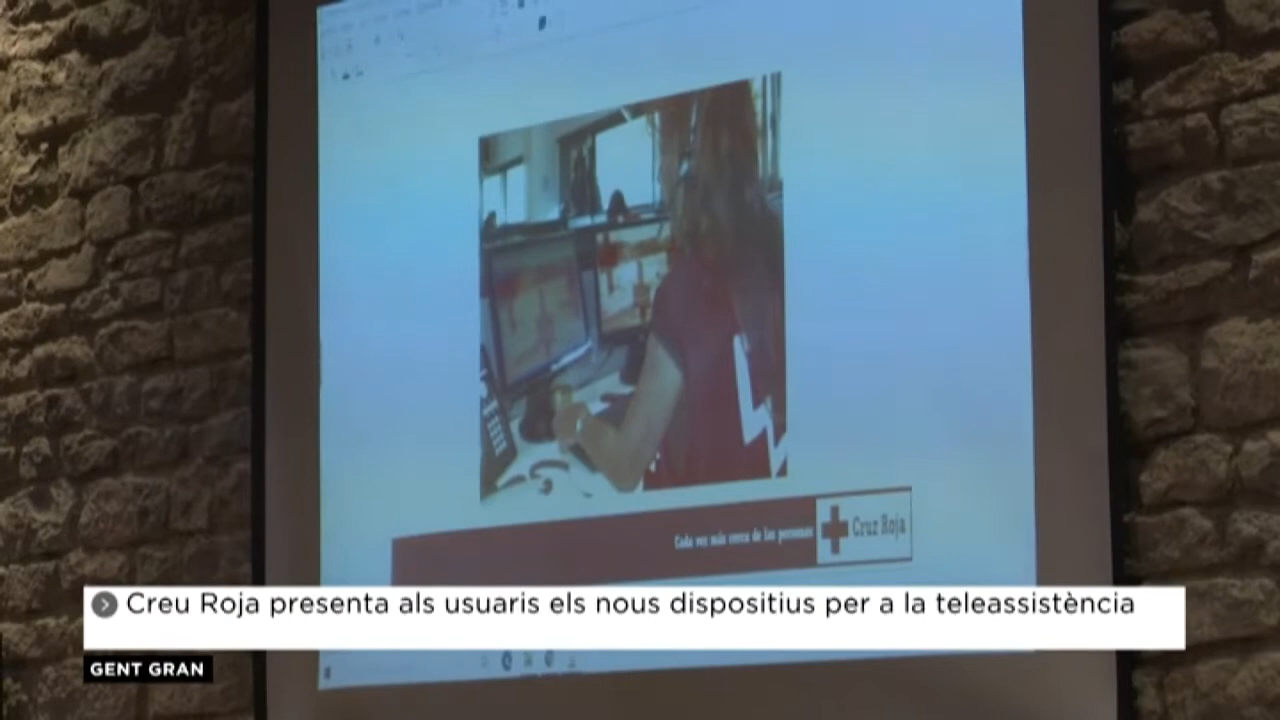 Cada vez más cerca de las personas
Cruz Roja
Creu Roja presenta als usuaris els nous dispositius per a la teleassistència
GENT GRAN